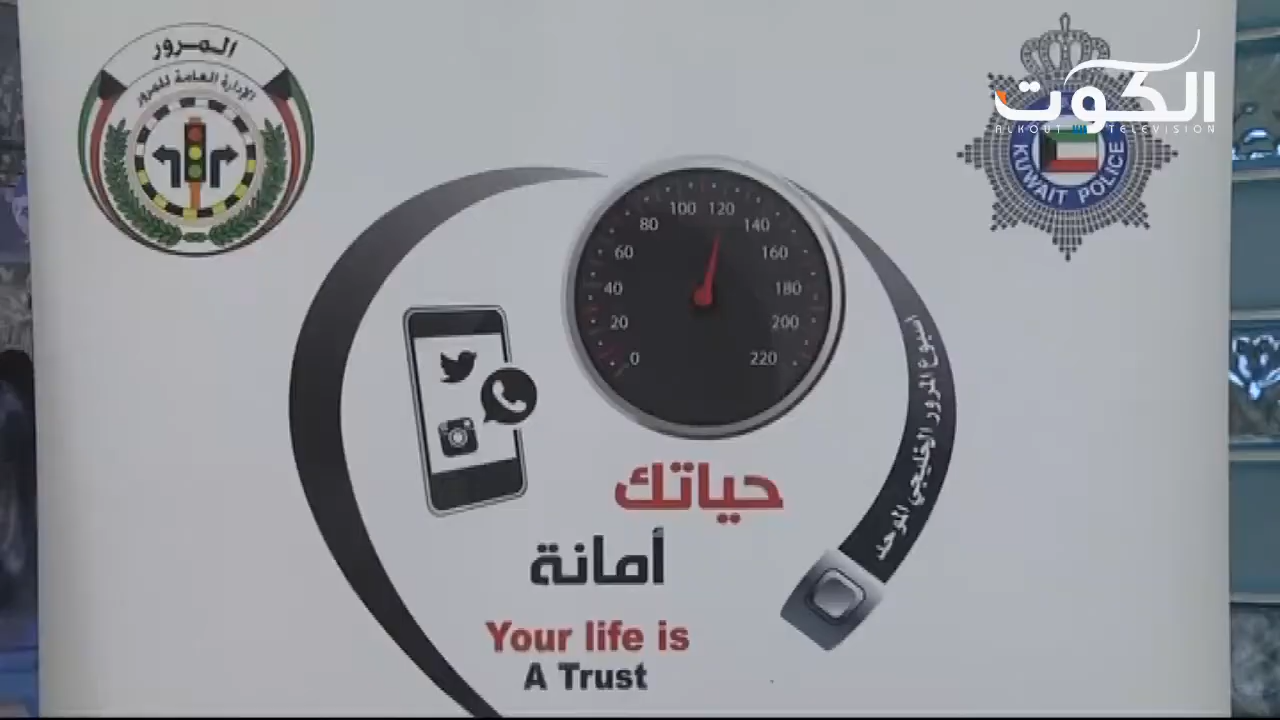 المرور
الإدارة العامة للمرور
الكوت
ALKOUT TELEVISION
KUWAIT POLICE
0
20
40
60
80
100
120
140
160
180
200
220
اسبوع المرور الخليجي الموحد
حياتك
أمانة
Your life is
A Trust